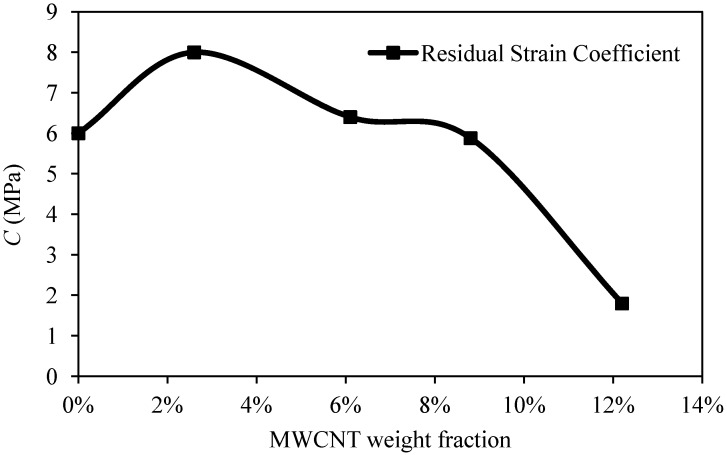 9
8
7
6
5
4
3
2
1
0
C (MPa)
Residual Strain Coefficient
0% 2% 4% 6% 8% 10% 12% 14%
MWCNT weight fraction